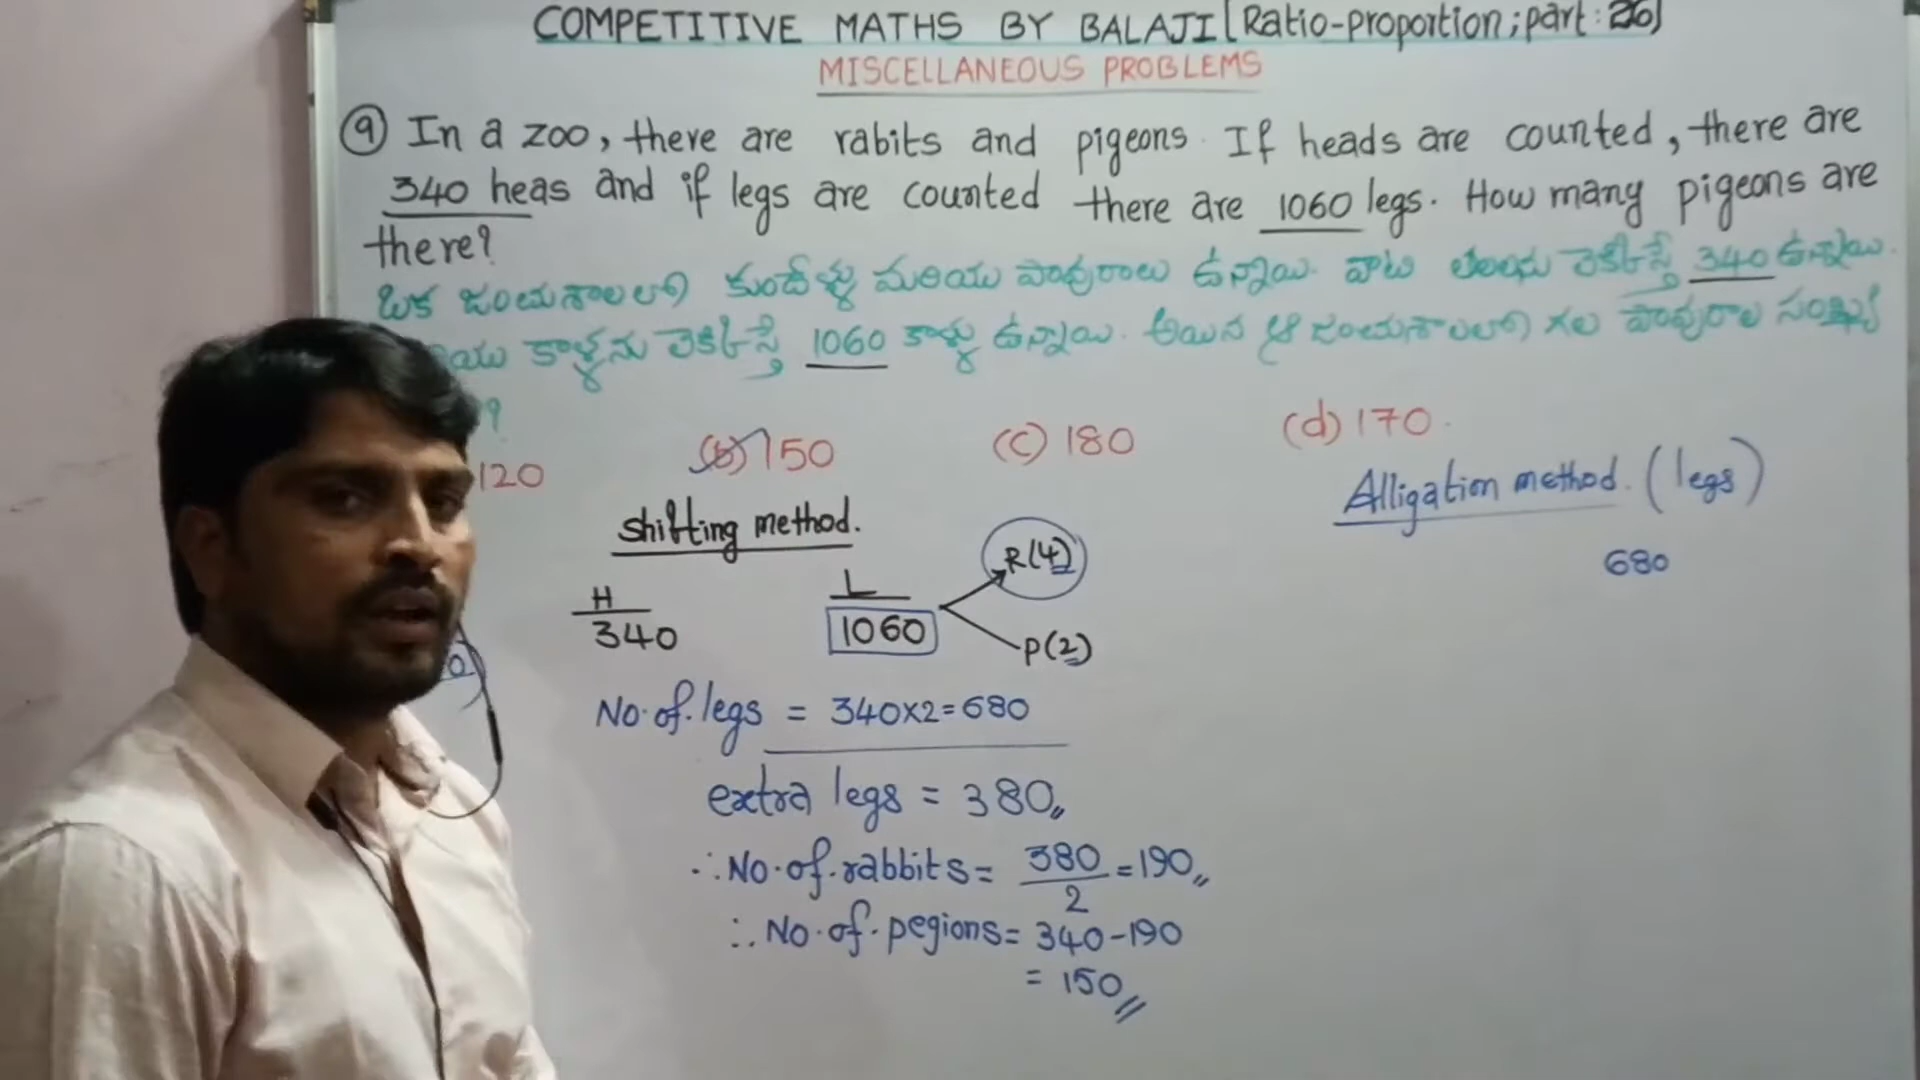 COMPETITIVE MATHS BY BALAJI [Ratio-proportion; part: 26]
MISCELLANEOUS PROBLEMS
9 In a zoo, there are rabits and pigeons. If heads are counted, there are
340 heas and if legs are counted there are 1060 legs. How many pigeons are
there?
ఒక జంతుశాలలో కుందేళ్ళు మరియు పావురాలు ఉన్నాయి. వాటి తలలను లెక్కిస్తే 340 ఉన్నాయి.
యు కాళ్ళను లెక్కిస్తే 1060 కాళ్ళు ఉన్నాయి. అయిన ఆ జంతుశాలలో గల పావురాల సంఖ్య
?
120 (b) 150 (c) 180 (d) 170.
Shifting method.
Alligation method. (legs)
H L R(4)
340 1060 P(2)
680
No. of. legs = 340x2=680
extra legs = 380,,
∴ No. of. rabbits = 380/2 = 190,,
∴ No. of. pegions = 340-190
= 150//